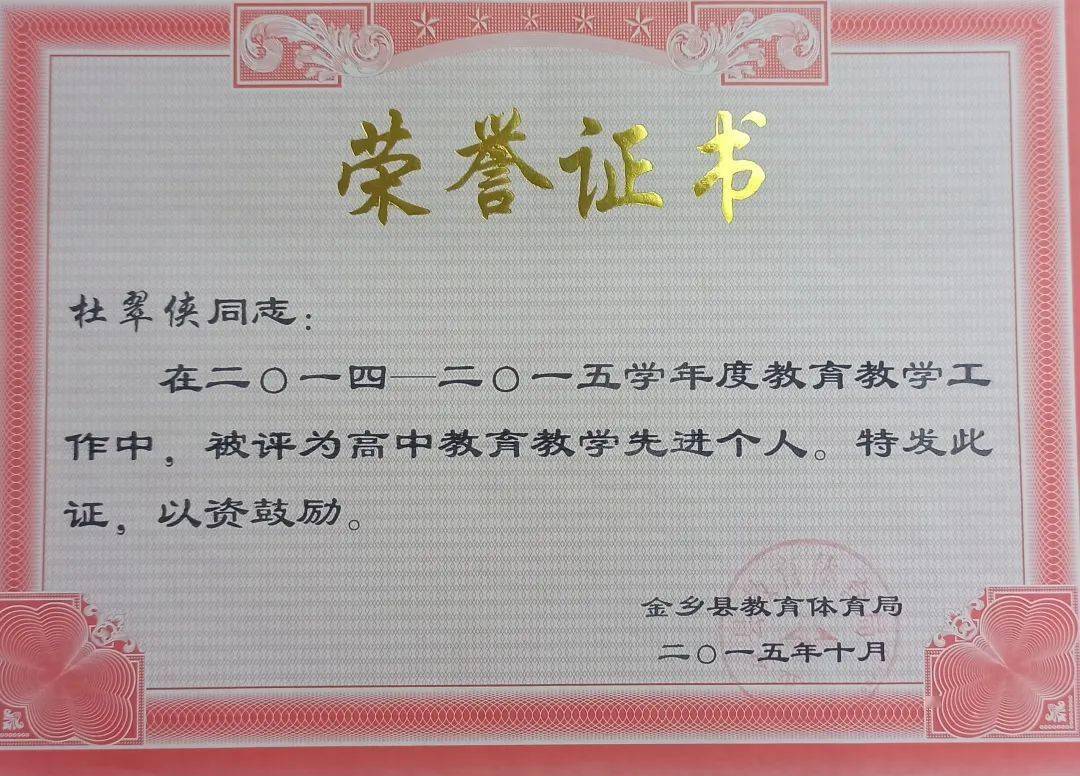 荣誉证书
杜翠侠同志：
在二〇一四—二〇一五学年度教育教学工
作中，被评为高中教育教学先进个人。特发此
证，以资鼓励。
金乡县教育体育局
二〇一五年十月